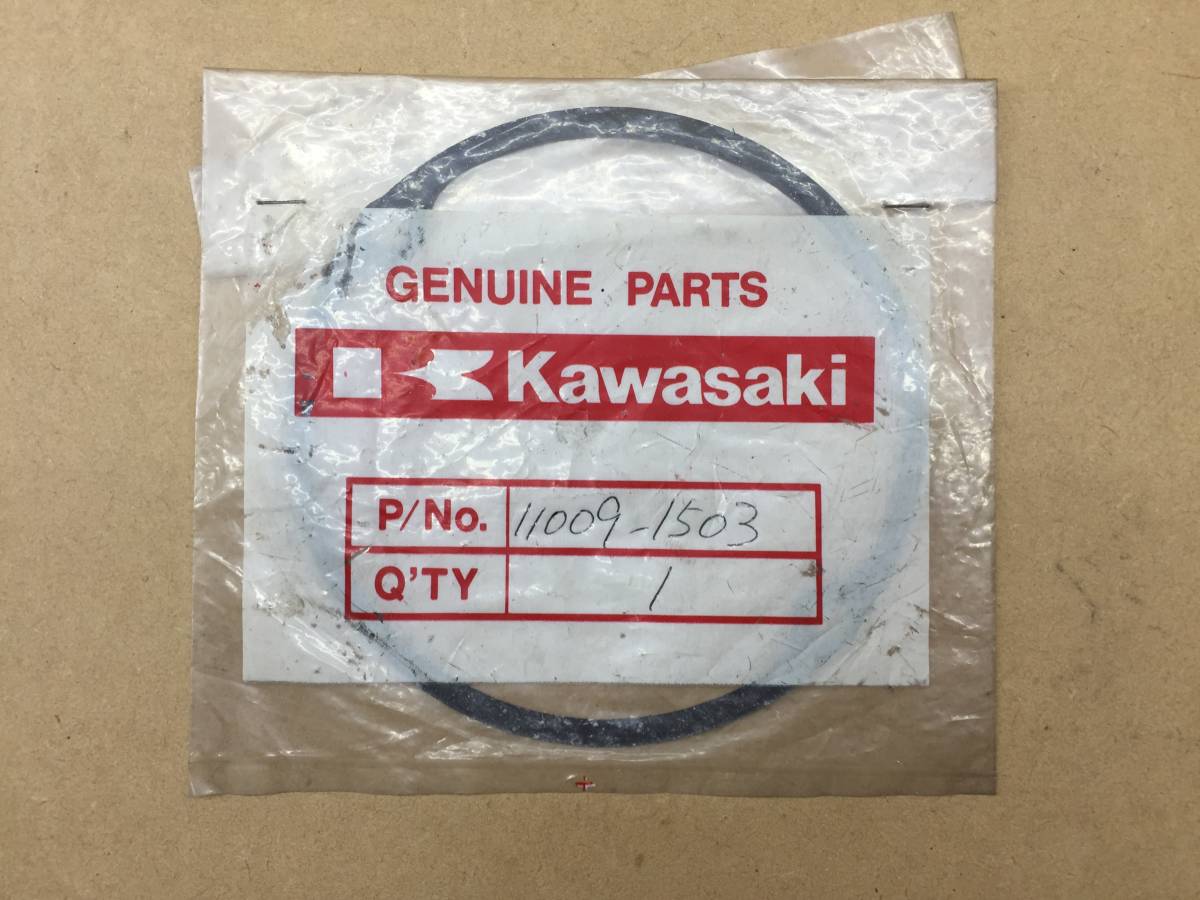 GENUINE PARTS
Kawasaki
P/No. 11009-1503
Q'TY 1